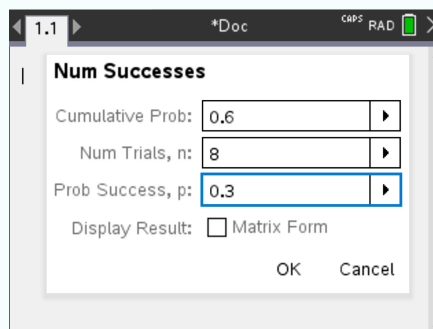 1.1 *Doc CAPS RAD
Num Successes
Cumulative Prob: 0.6
Num Trials, n: 8
Prob Success, p: 0.3
Display Result: Matrix Form
OK Cancel